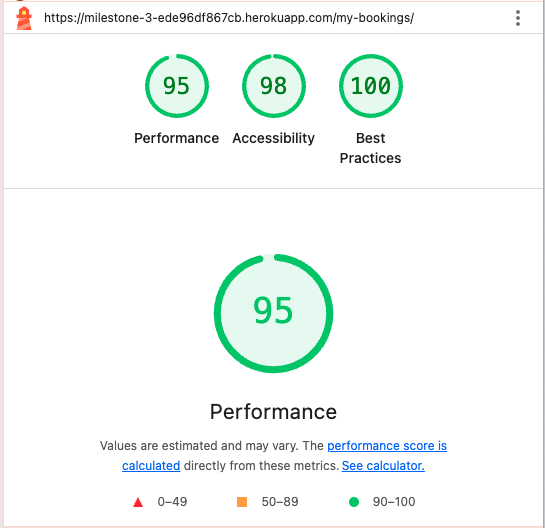 https://milestone-3-ede96df867cb.herokuapp.com/my-bookings/
95 98 100
Performance Accessibility Best
Practices
95
Performance
Values are estimated and may vary. The performance score is
calculated directly from these metrics. See calculator.
0–49 50–89 90–100